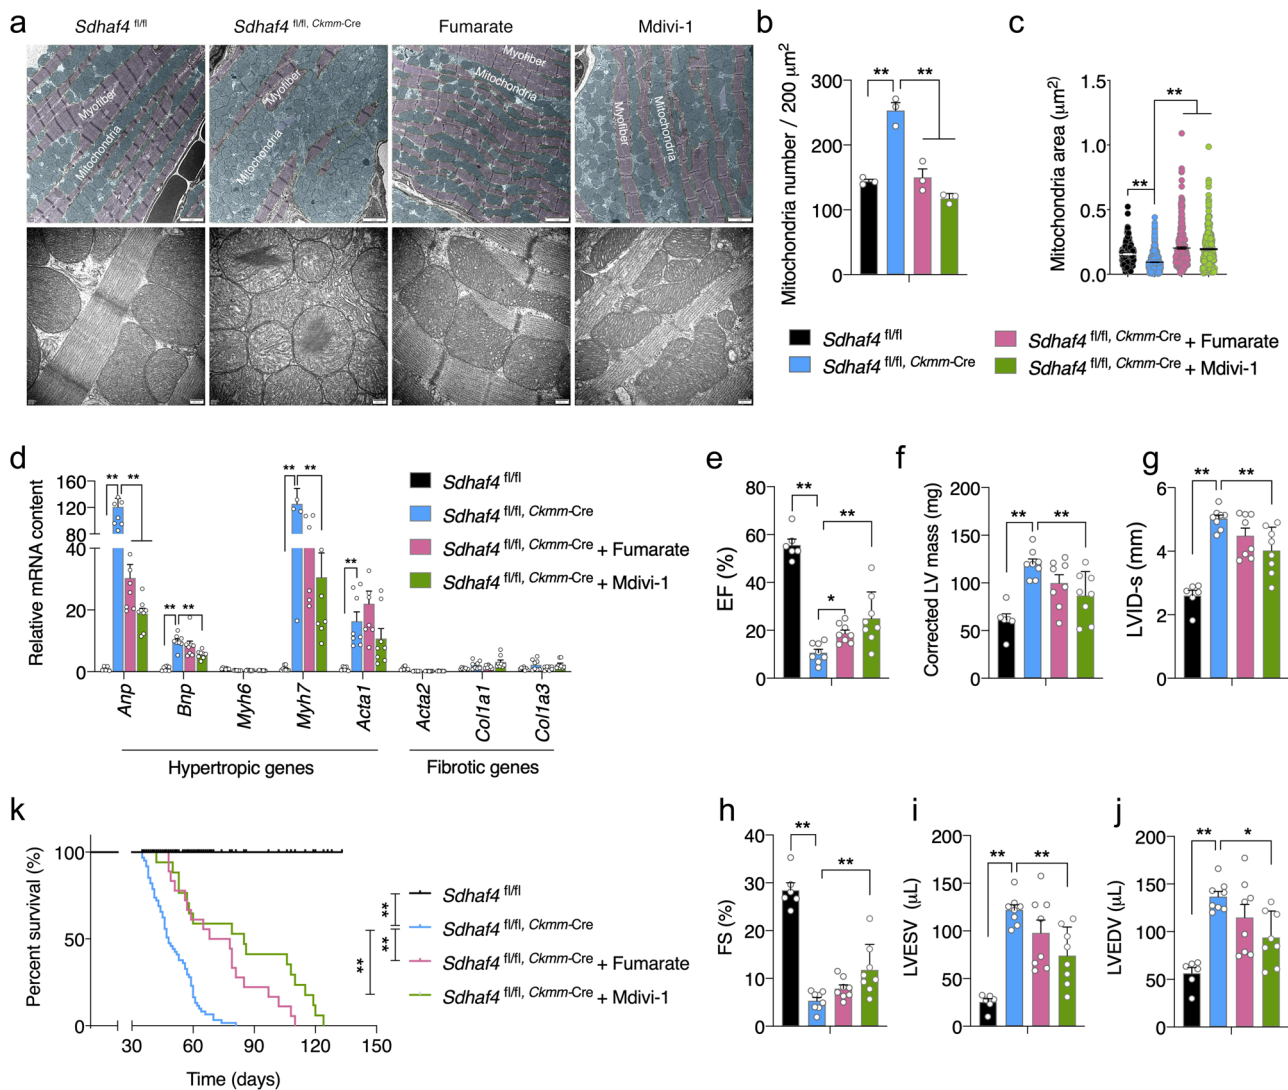 a
Sdhaf4 fl/fl
Sdhaf4 fl/fl, Ckmm-Cre
Fumarate
Mdivi-1
Myofiber
Mitochondria
Myofiber
Mitochondria
Myofiber
Mitochondria
Myofiber
Mitochondria
b
Mitochondria number / 200 μm2
300
200
100
0
**
**
c
Mitochondria area (μm2)
1.5
1.0
0.5
0.0
**
**
Sdhaf4 fl/fl
Sdhaf4 fl/fl, Ckmm-Cre
Sdhaf4 fl/fl, Ckmm-Cre + Fumarate
Sdhaf4 fl/fl, Ckmm-Cre + Mdivi-1
d
Relative mRNA content
160
120
80
40
20
0
**
**
**
**
**
**
**
Anp
Bnp
Myh6
Myh7
Acta1
Acta2
Col1a1
Col1a3
Hypertropic genes
Fibrotic genes
Sdhaf4 fl/fl
Sdhaf4 fl/fl, Ckmm-Cre
Sdhaf4 fl/fl, Ckmm-Cre + Fumarate
Sdhaf4 fl/fl, Ckmm-Cre + Mdivi-1
e
EF (%)
80
60
40
20
0
**
**
*
f
Corrected LV mass (mg)
200
150
100
50
0
**
**
g
LVID-s (mm)
6
4
2
0
**
**
k
Percent survival (%)
100
50
0
30
60
90
120
150
Time (days)
Sdhaf4 fl/fl
Sdhaf4 fl/fl, Ckmm-Cre
Sdhaf4 fl/fl, Ckmm-Cre + Fumarate
Sdhaf4 fl/fl, Ckmm-Cre + Mdivi-1
**
**
**
h
FS (%)
40
30
20
10
0
**
**
i
LVESV (μL)
200
150
100
50
0
**
**
j
LVEDV (μL)
200
150
100
50
0
**
*